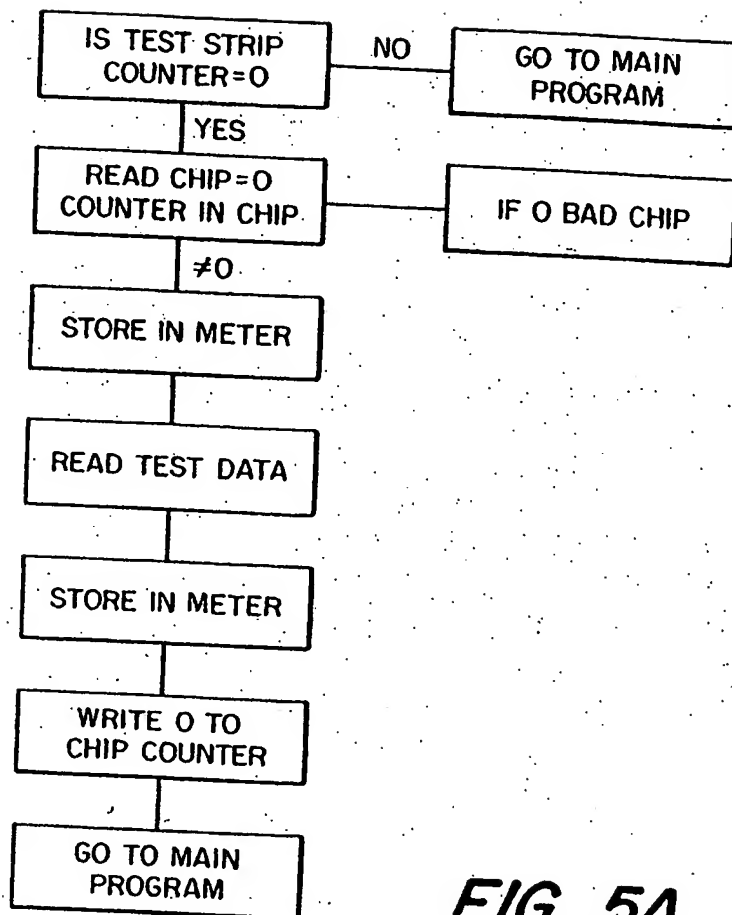 IS TEST STRIP
COUNTER=0
NO
GO TO MAIN
PROGRAM
YES
READ CHIP=0
COUNTER IN CHIP
IF 0 BAD CHIP
≠0
STORE IN METER
READ TEST DATA
STORE IN METER
WRITE 0 TO
CHIP COUNTER
GO TO MAIN
PROGRAM
FIG. 5A